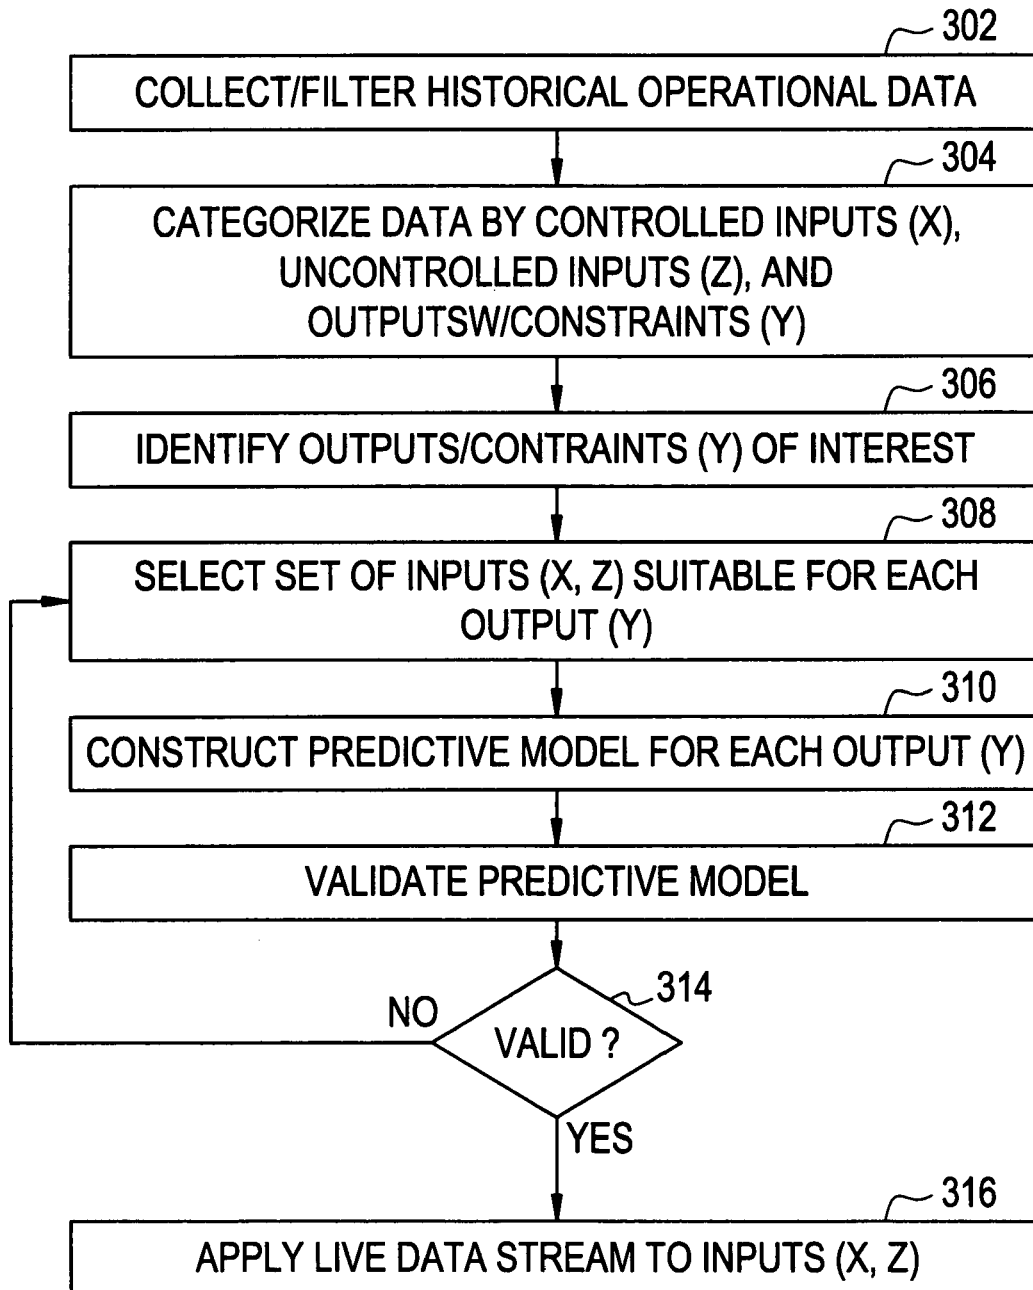 302
COLLECT/FILTER HISTORICAL OPERATIONAL DATA
304
CATEGORIZE DATA BY CONTROLLED INPUTS (X),
UNCONTROLLED INPUTS (Z), AND
OUTPUTSW/CONSTRAINTS (Y)
306
IDENTIFY OUTPUTS/CONTRAINTS (Y) OF INTEREST
308
SELECT SET OF INPUTS (X, Z) SUITABLE FOR EACH
OUTPUT (Y)
310
CONSTRUCT PREDICTIVE MODEL FOR EACH OUTPUT (Y)
312
VALIDATE PREDICTIVE MODEL
314
NO
VALID ?
YES
316
APPLY LIVE DATA STREAM TO INPUTS (X, Z)